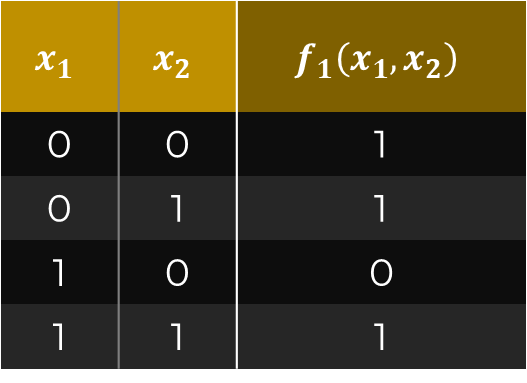 x₁ x₂ f₁(x₁,x₂)
0 0 1
0 1 1
1 0 0
1 1 1